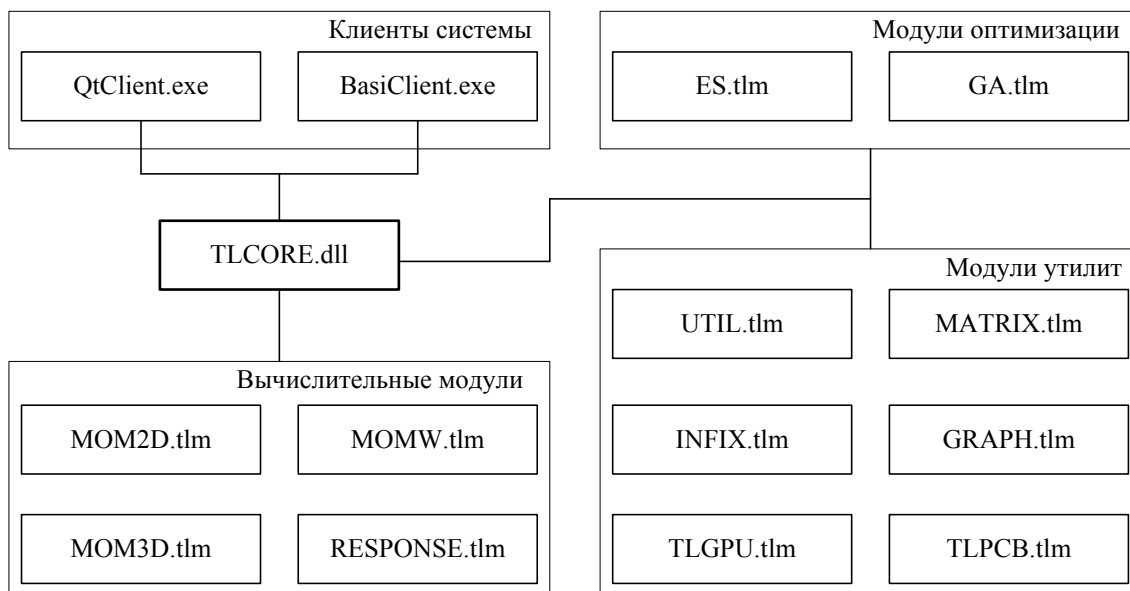 Клиенты системы
QtClient.exe
BasiClient.exe
Модули оптимизации
ES.tlm
GA.tlm
TLCORE.dll
Вычислительные модули
MOM2D.tlm
MOMW.tlm
MOM3D.tlm
RESPONSE.tlm
Модули утилит
UTIL.tlm
MATRIX.tlm
INFIX.tlm
GRAPH.tlm
TLGPU.tlm
TLPCB.tlm